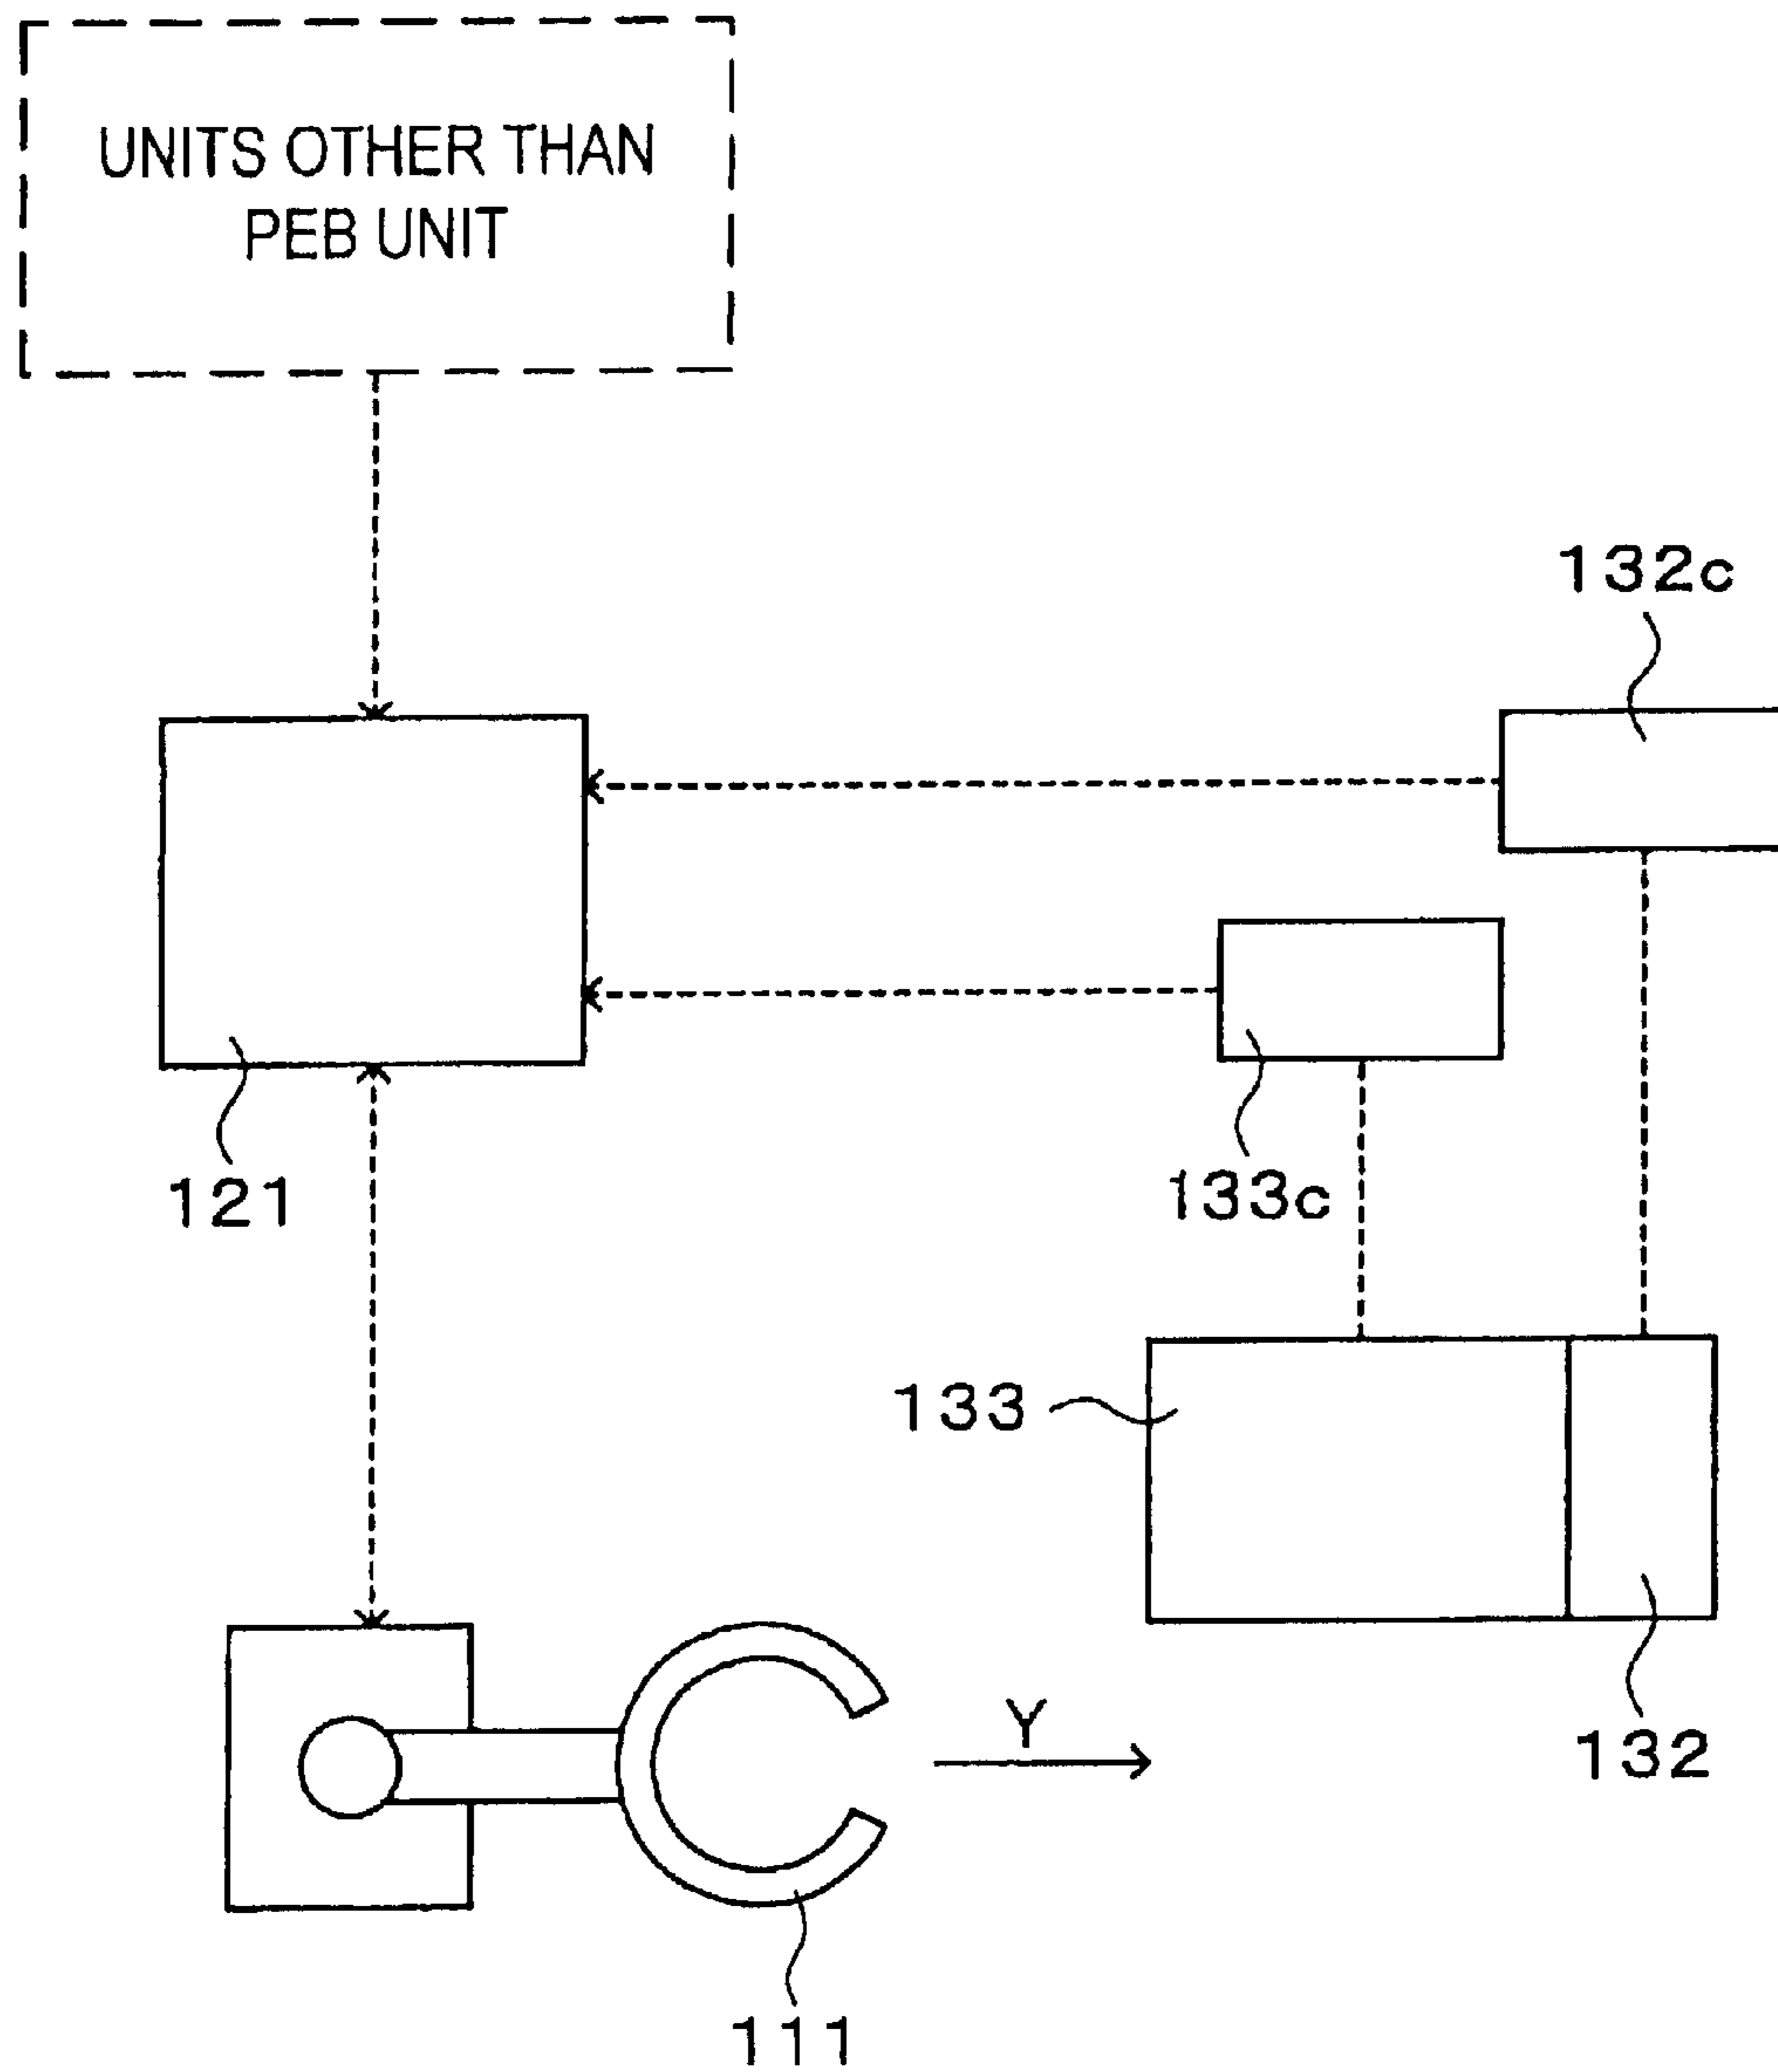 UNITS OTHER THAN
PEB UNIT
132c
121
133c
133
Y
132
111